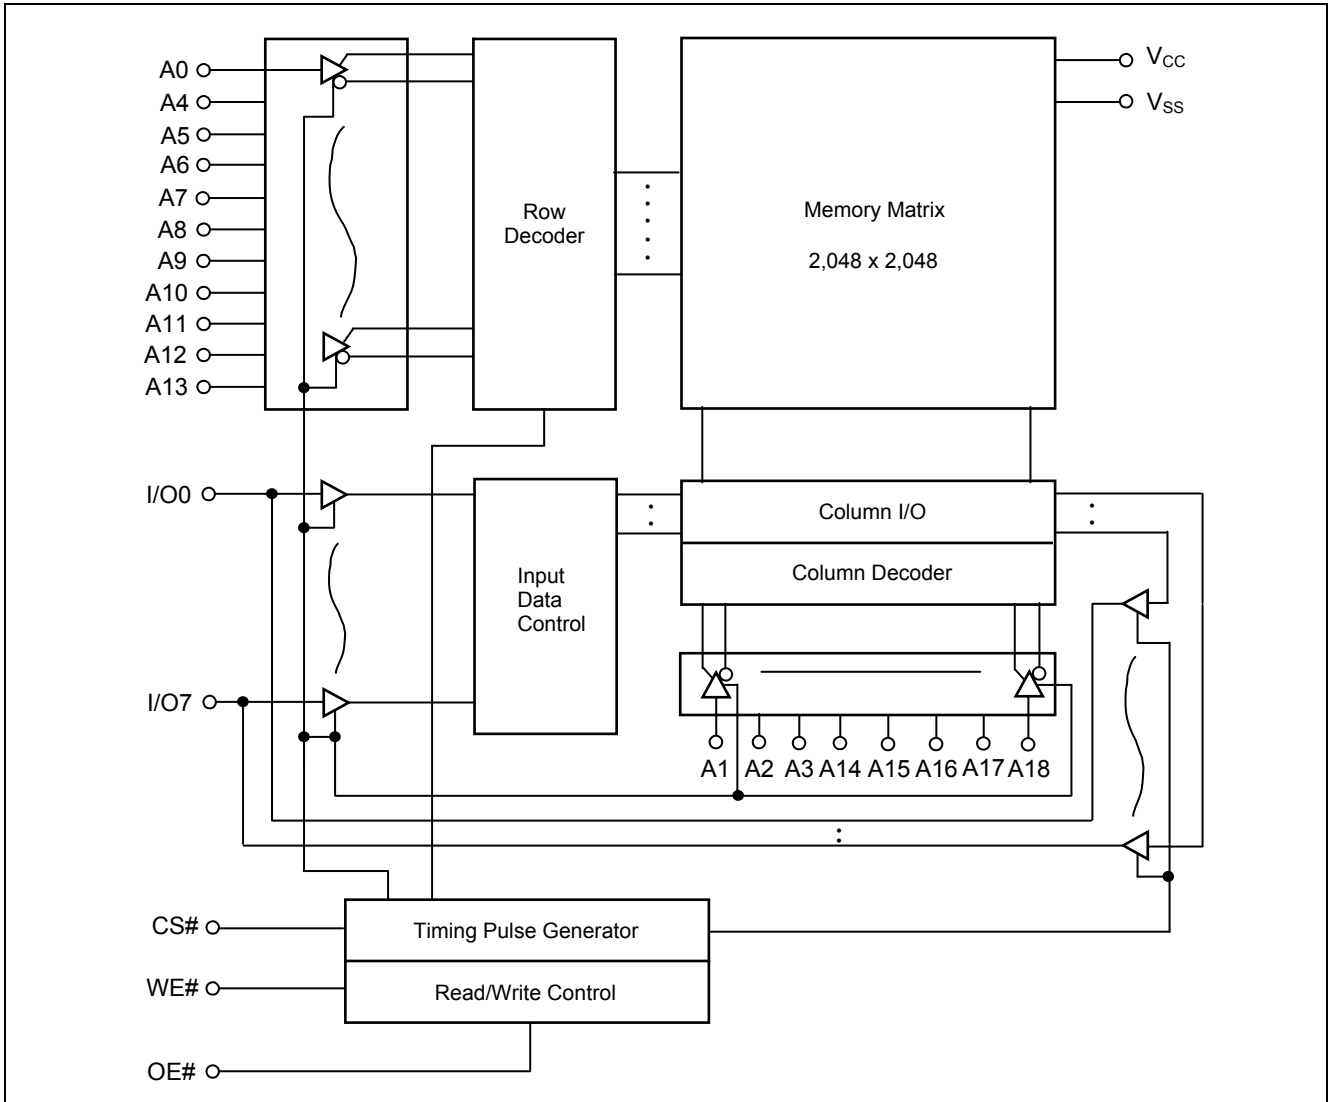 A0
A4
A5
A6
A7
A8
A9
A10
A11
A12
A13
Row
Decoder
Memory Matrix
2,048 x 2,048
VCC
VSS
I/O0
I/O7
Input
Data
Control
Column I/O
Column Decoder
A1 A2 A3 A14 A15 A16 A17 A18
CS#
WE#
OE#
Timing Pulse Generator
Read/Write Control